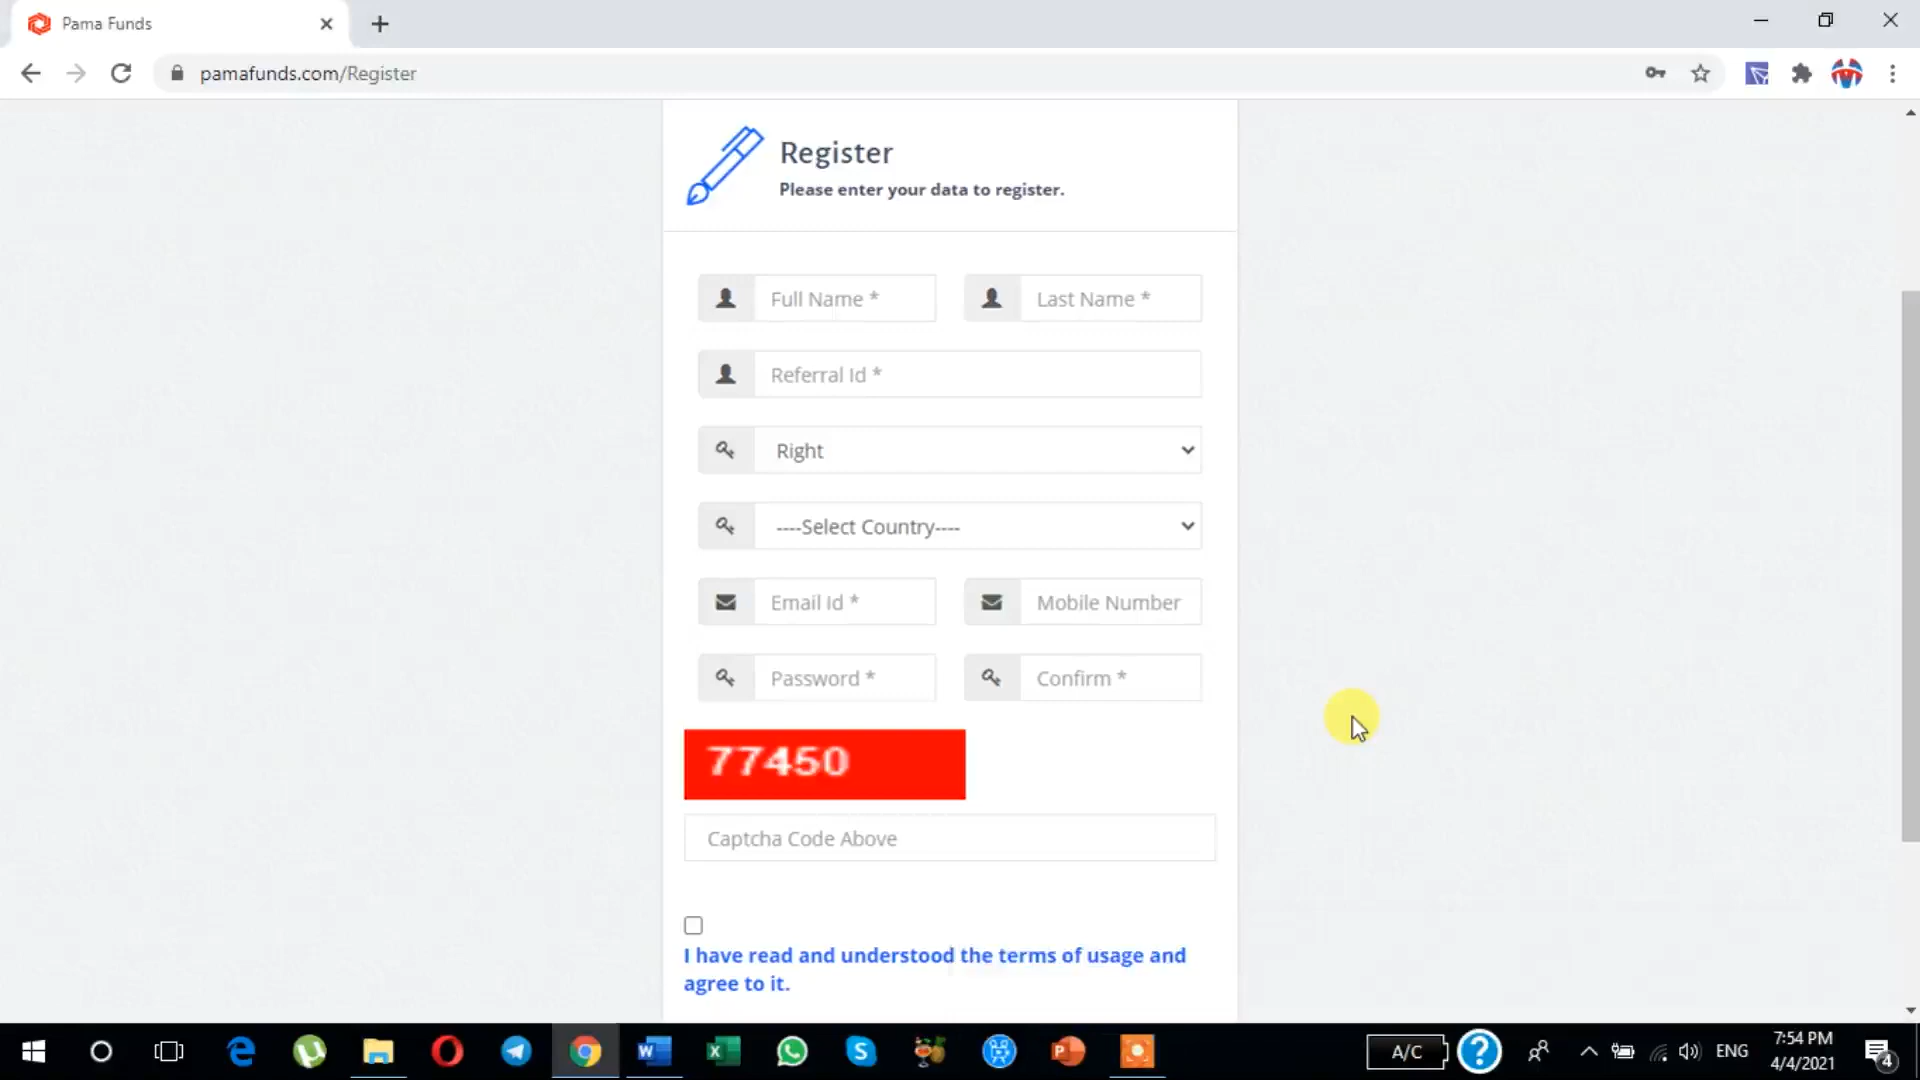 Pama Funds
pamafunds.com/Register
Register
Please enter your data to register.
Full Name *
Last Name *
Referral Id *
Right
----Select Country----
Email Id *
Mobile Number
Password *
Confirm *
77450
Captcha Code Above
I have read and understood the terms of usage and
agree to it.
A/C
ENG
7:54 PM
4/4/2021
4